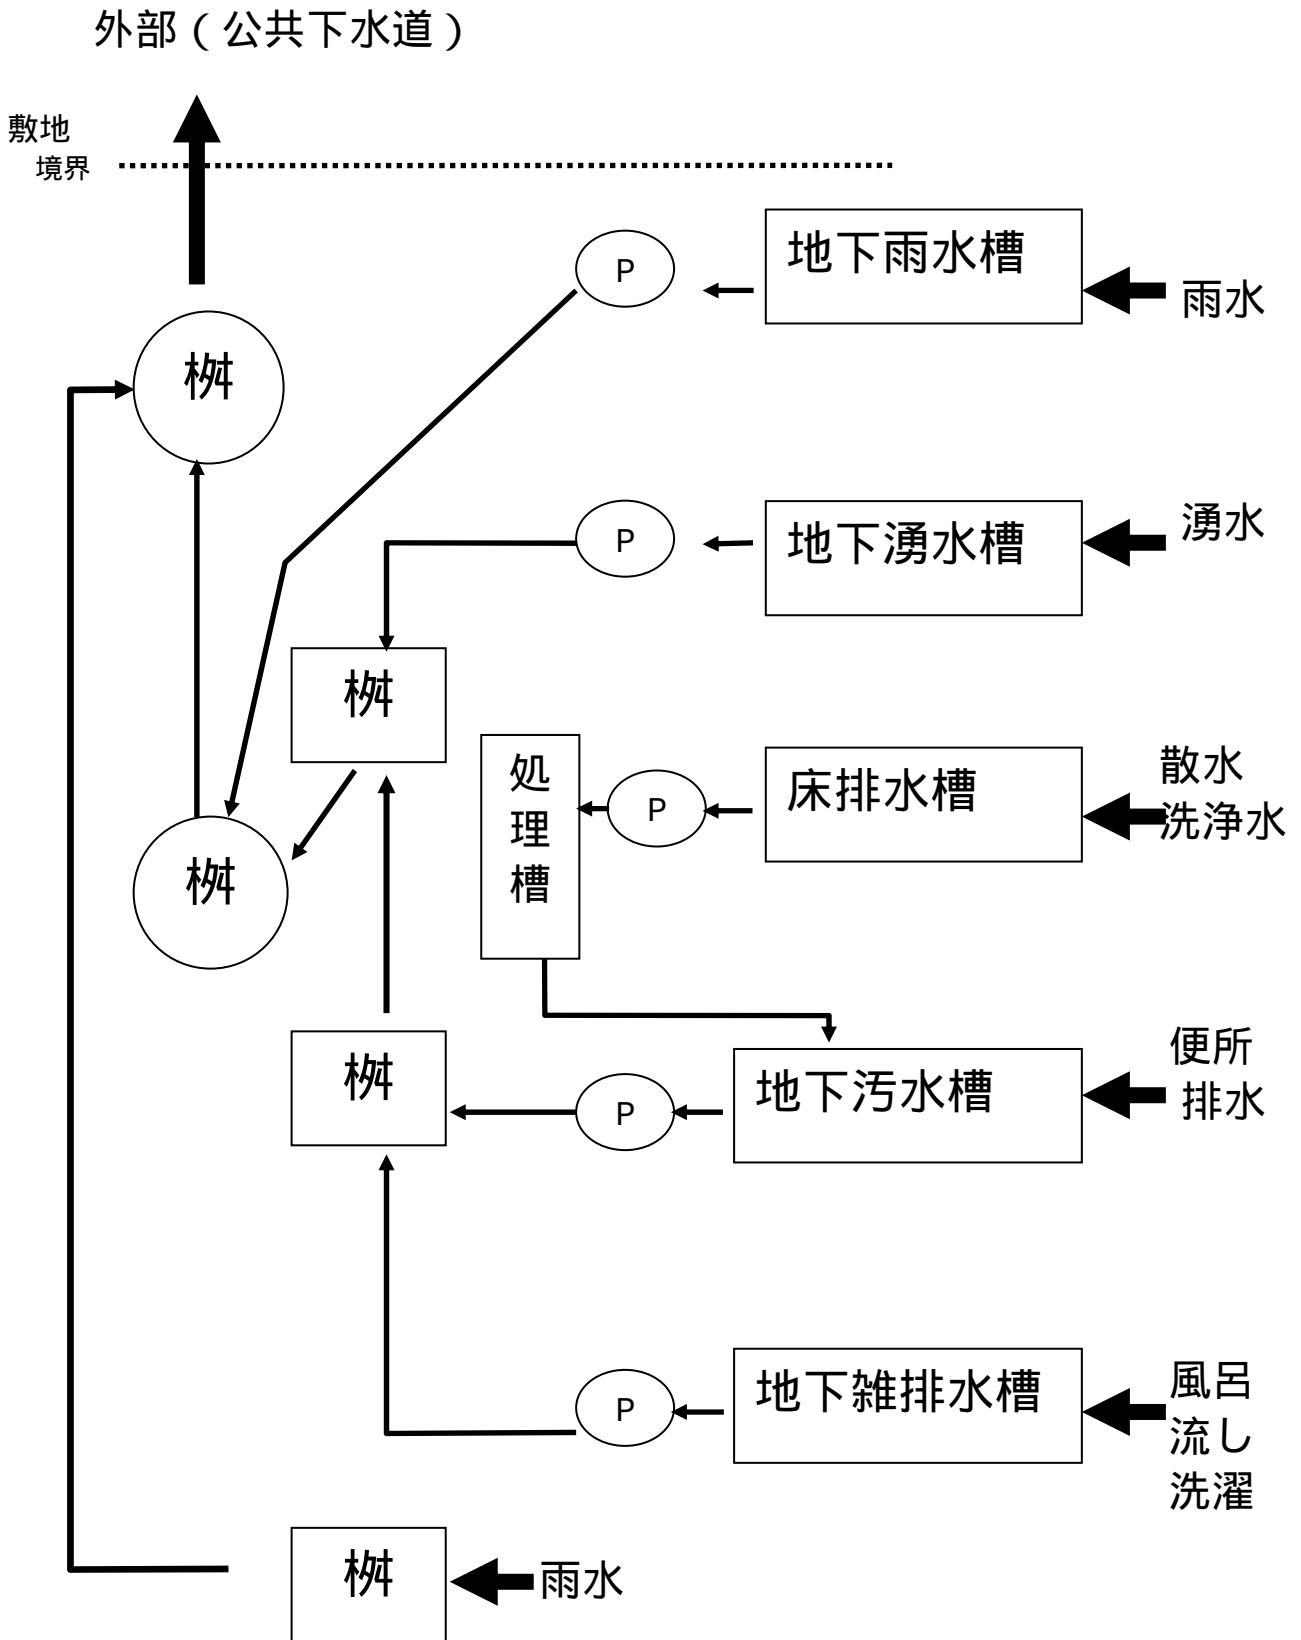 外部（公共下水道）
敷地
境界
地下雨水槽
P
雨水
桝
湧水
地下湧水槽
P
桝
処
理
槽
床排水槽
P
散水
洗浄水
桝
便所
排水
地下汚水槽
P
桝
地下雑排水槽
P
風呂
流し
洗濯
桝
雨水